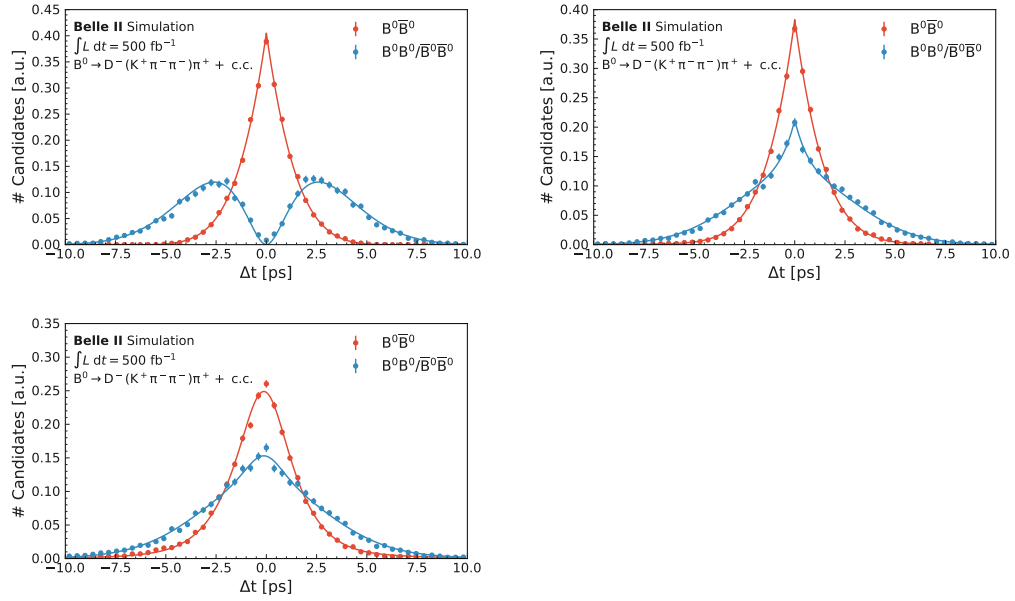 Belle II Simulation
∫L dt = 500 fb⁻¹
B⁰→D⁻(K⁺π⁻π⁻)π⁺ + c.c.
B⁰B̅⁰
B⁰B⁰/B̅⁰B̅⁰
# Candidates [a.u.]
0.45
0.40
0.35
0.30
0.25
0.20
0.15
0.10
0.05
0.00
−10.0 −7.5 −5.0 −2.5 0.0 2.5 5.0 7.5 10.0
Δt [ps]
Belle II Simulation
∫L dt = 500 fb⁻¹
B⁰→D⁻(K⁺π⁻π⁻)π⁺ + c.c.
B⁰B̅⁰
B⁰B⁰/B̅⁰B̅⁰
# Candidates [a.u.]
0.40
0.35
0.30
0.25
0.20
0.15
0.10
0.05
0.00
−10.0 −7.5 −5.0 −2.5 0.0 2.5 5.0 7.5 10.0
Δt [ps]
Belle II Simulation
∫L dt = 500 fb⁻¹
B⁰→D⁻(K⁺π⁻π⁻)π⁺ + c.c.
B⁰B̅⁰
B⁰B⁰/B̅⁰B̅⁰
# Candidates [a.u.]
0.35
0.30
0.25
0.20
0.15
0.10
0.05
0.00
−10.0 −7.5 −5.0 −2.5 0.0 2.5 5.0 7.5 10.0
Δt [ps]